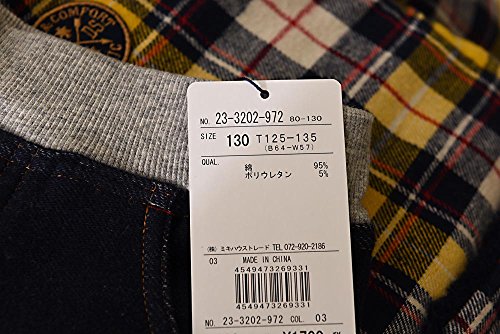 COMFORT
NO. 23-3202-972 80-130
SIZE 130 T125-135
(B64-W57)
QUAL.
綿 95%
ポリウレタン 5%
(株)ミキハウストレード TEL 072-920-2186
03 MADE IN CHINA
4549473269331
4549473269331
NO. 23-3202-972 COL. 03